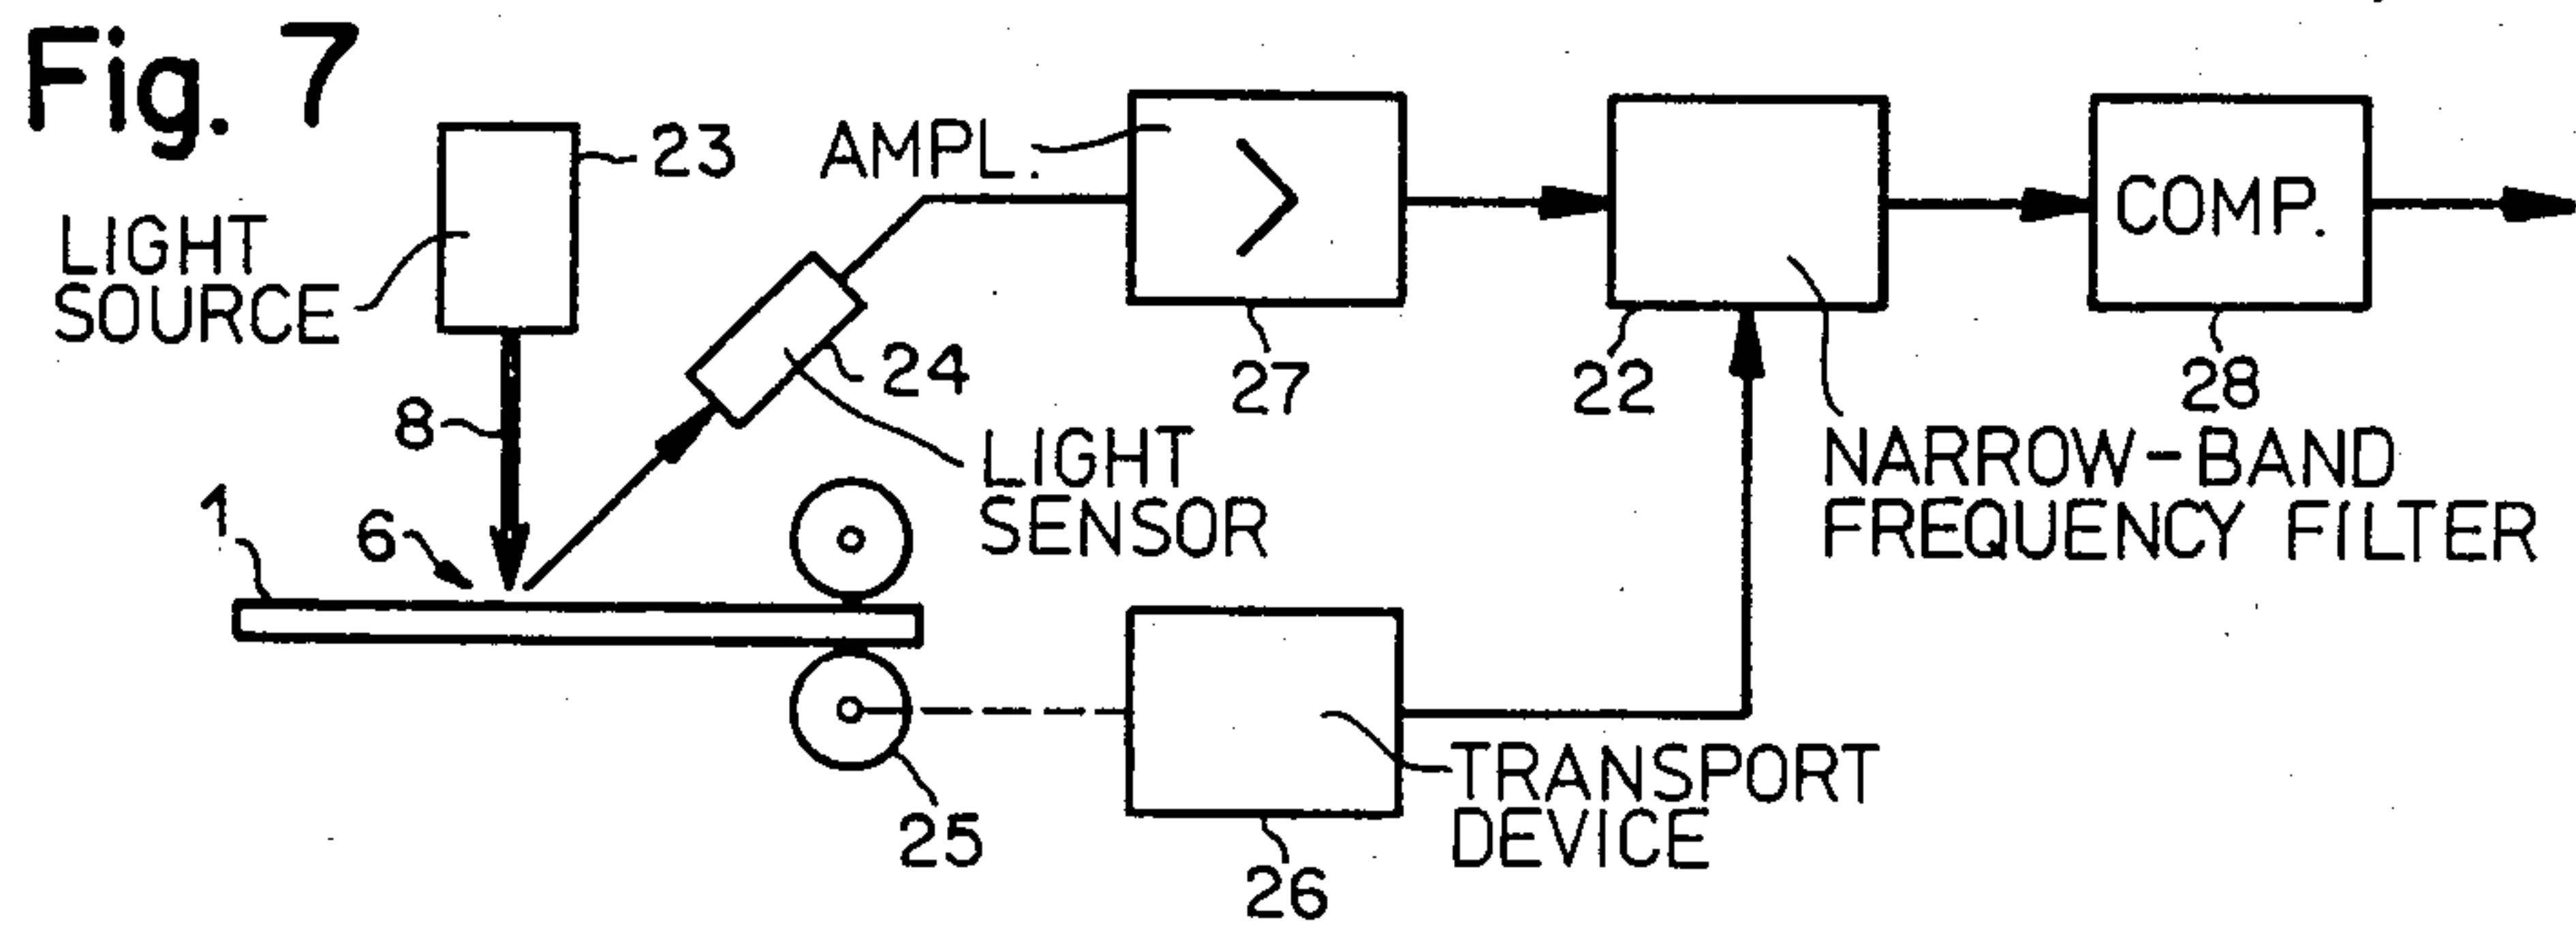 Fig. 7
23
LIGHT
SOURCE
8
6
1
AMPL.
24
LIGHT
SENSOR
27
22
COMP.
28
NARROW-BAND
FREQUENCY FILTER
25
26
TRANSPORT
DEVICE